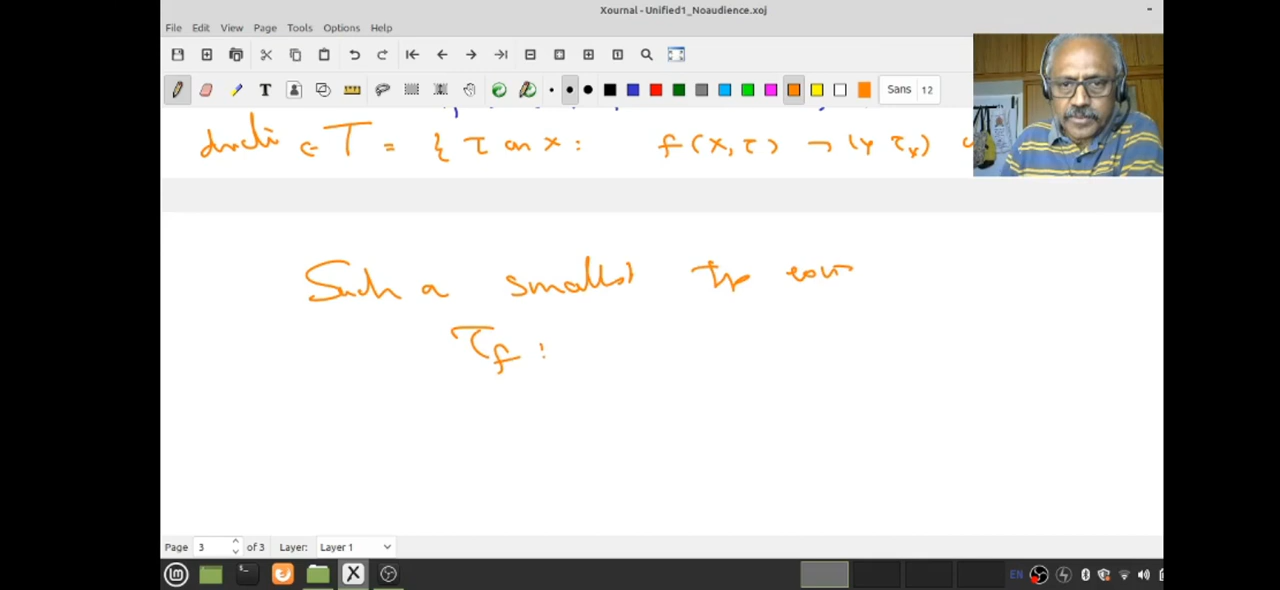 Xournal - Unified1_Noaudience.xoj
File Edit View Page Tools Options Help
T Sans 12
∈ T = { τ on X : f(X, τ) → (Y τ_Y)
Such a smallest top
τ_f :
Page 3 of 3 Layer: Layer 1
EN